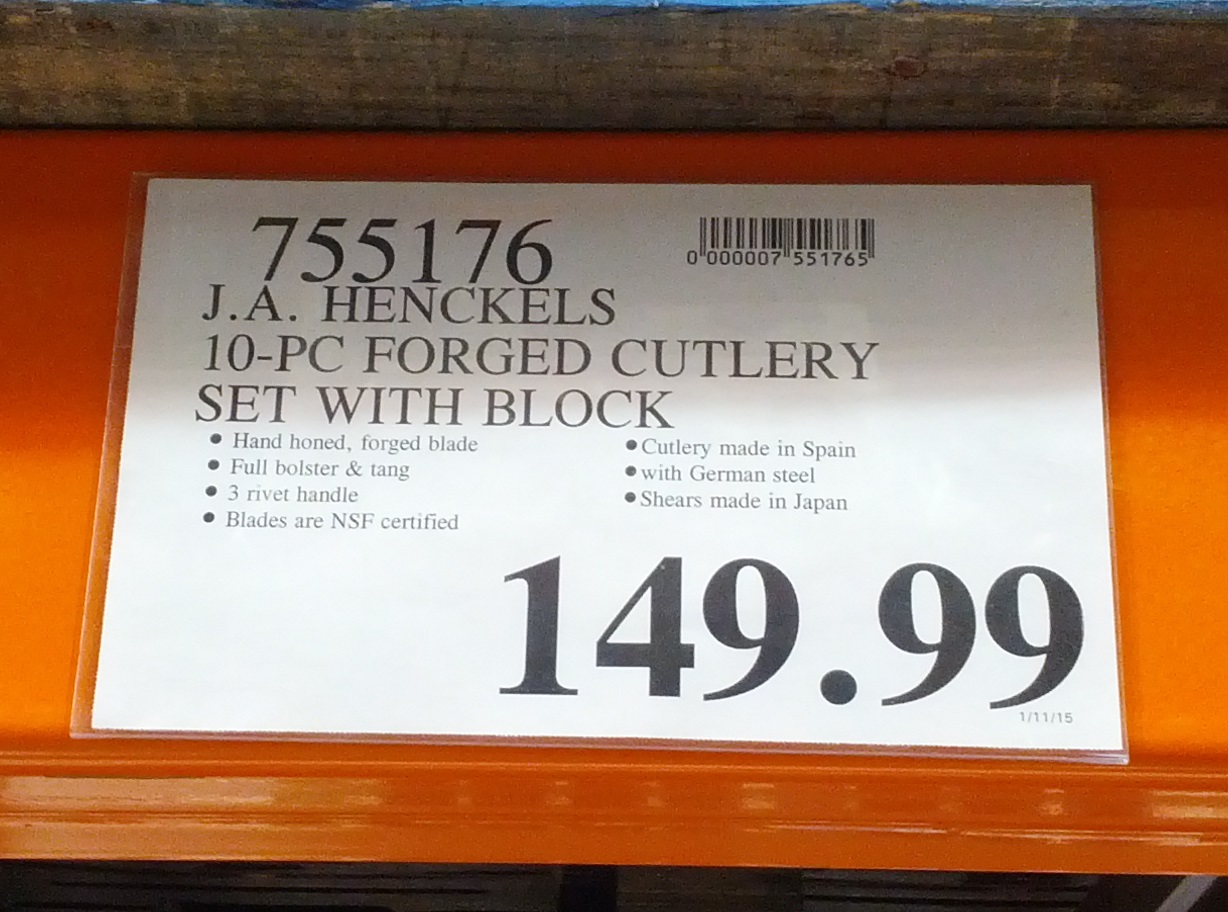 755176
0 000007 551765
J.A. HENCKELS
10-PC FORGED CUTLERY
SET WITH BLOCK
• Hand honed, forged blade
• Full bolster & tang
• 3 rivet handle
• Blades are NSF certified
• Cutlery made in Spain
• with German steel
• Shears made in Japan
149.99
1/11/15